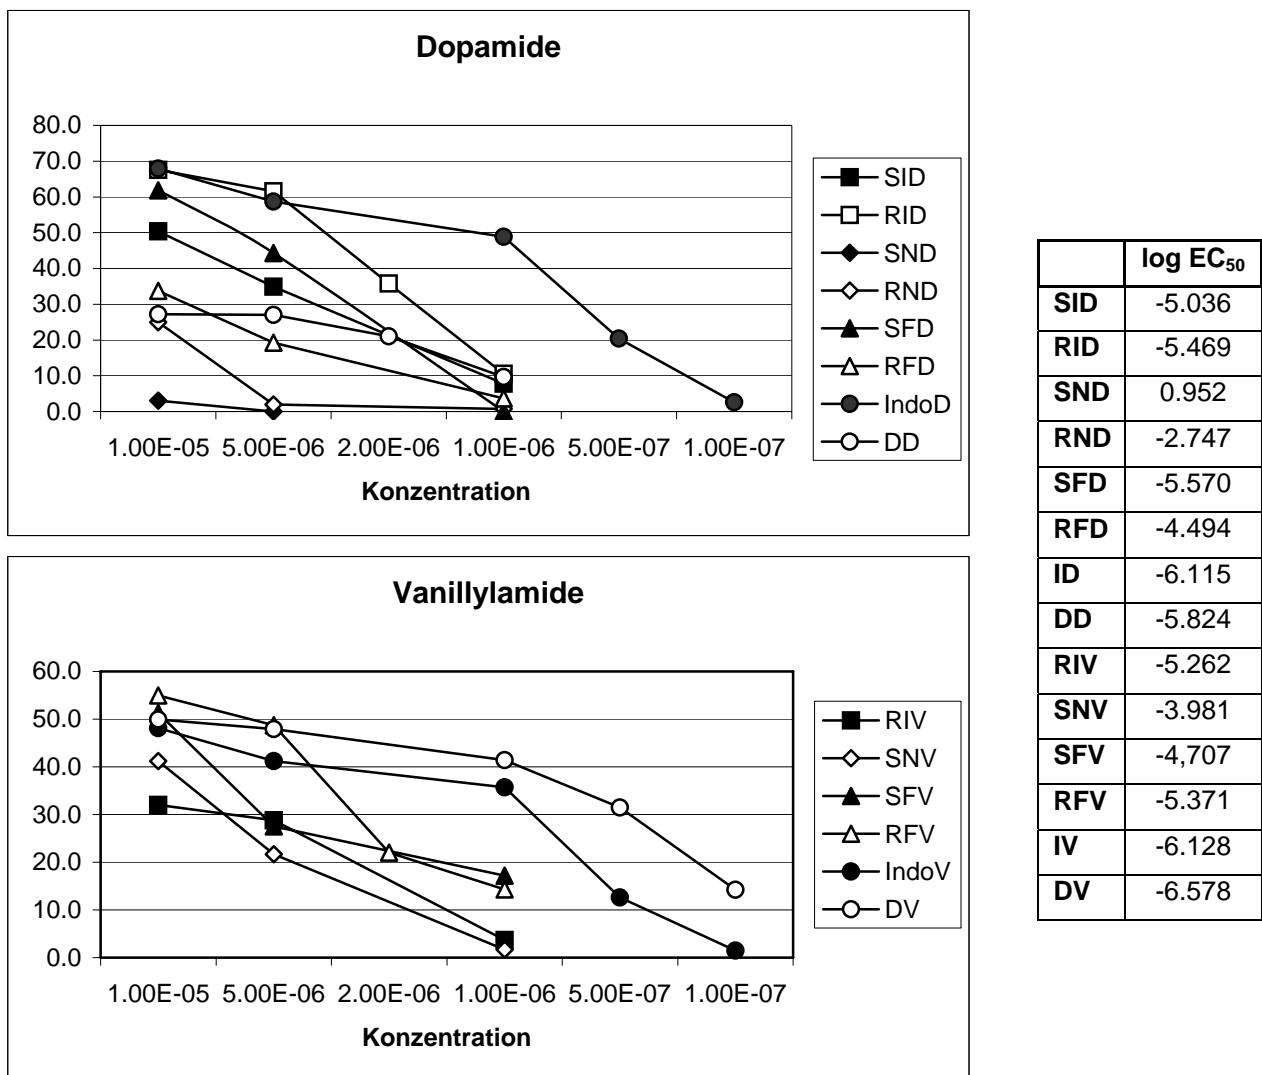 Dopamide
80.0
70.0
60.0
50.0
40.0
30.0
20.0
10.0
0.0
1.00E-05 5.00E-06 2.00E-06 1.00E-06 5.00E-07 1.00E-07
Konzentration
SID
RID
SND
RND
SFD
RFD
IndoD
DD
Vanillylamide
60.0
50.0
40.0
30.0
20.0
10.0
0.0
1.00E-05 5.00E-06 2.00E-06 1.00E-06 5.00E-07 1.00E-07
Konzentration
RIV
SNV
SFV
RFV
IndoV
DV
log EC50
SID -5.036
RID -5.469
SND 0.952
RND -2.747
SFD -5.570
RFD -4.494
ID -6.115
DD -5.824
RIV -5.262
SNV -3.981
SFV -4,707
RFV -5.371
IV -6.128
DV -6.578